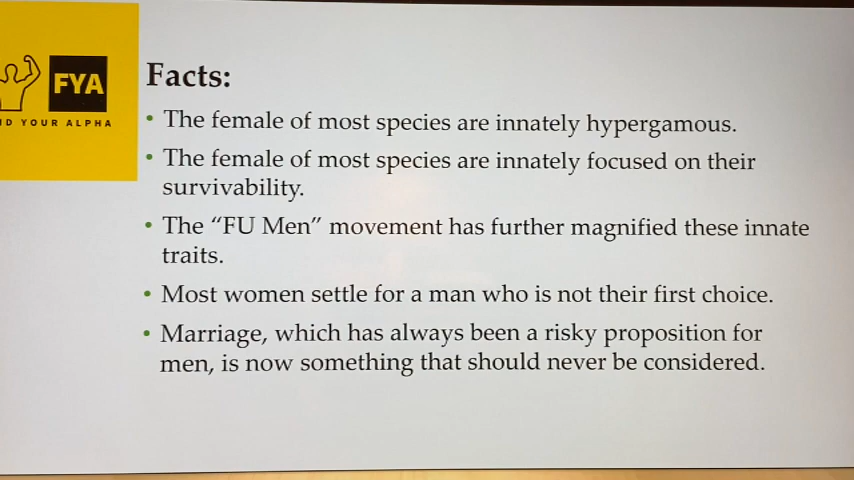 FYA
ND YOUR ALPHA
Facts:
• The female of most species are innately hypergamous.
• The female of most species are innately focused on their
survivability.
• The “FU Men” movement has further magnified these innate
traits.
• Most women settle for a man who is not their first choice.
• Marriage, which has always been a risky proposition for
men, is now something that should never be considered.